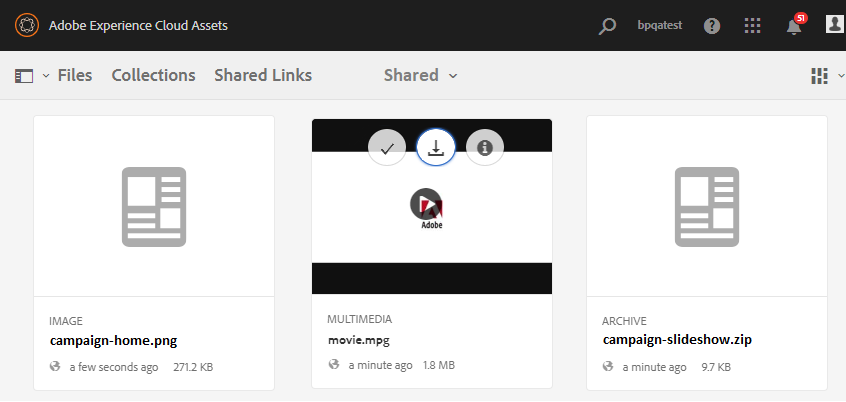 Adobe Experience Cloud Assets bpqatest 51
Files Collections Shared Links Shared
Adobe
IMAGE
campaign-home.png
a few seconds ago 271.2 KB
MULTIMEDIA
movie.mpg
a minute ago 1.8 MB
ARCHIVE
campaign-slideshow.zip
a minute ago 9.7 KB